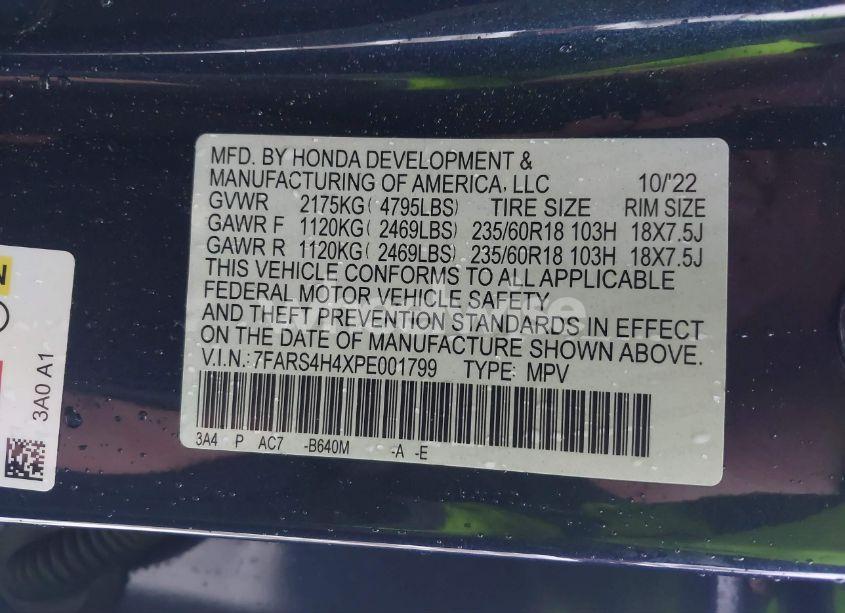 MFD. BY HONDA DEVELOPMENT &
MANUFACTURING OF AMERICA, LLC 10/'22
GVWR 2175KG( 4795LBS) TIRE SIZE RIM SIZE
GAWR F 1120KG( 2469LBS) 235/60R18 103H 18X7.5J
GAWR R 1120KG( 2469LBS) 235/60R18 103H 18X7.5J
THIS VEHICLE CONFORMS TO ALL APPLICABLE
FEDERAL MOTOR VEHICLE SAFETY
AND THEFT PREVENTION STANDARDS IN EFFECT
ON THE DATE OF MANUFACTURE SHOWN ABOVE.
V.I.N.: 7FARS4H4XPE001799 TYPE: MPV
3A4 P AC7 -B640M -A -E
N
3A0 A1